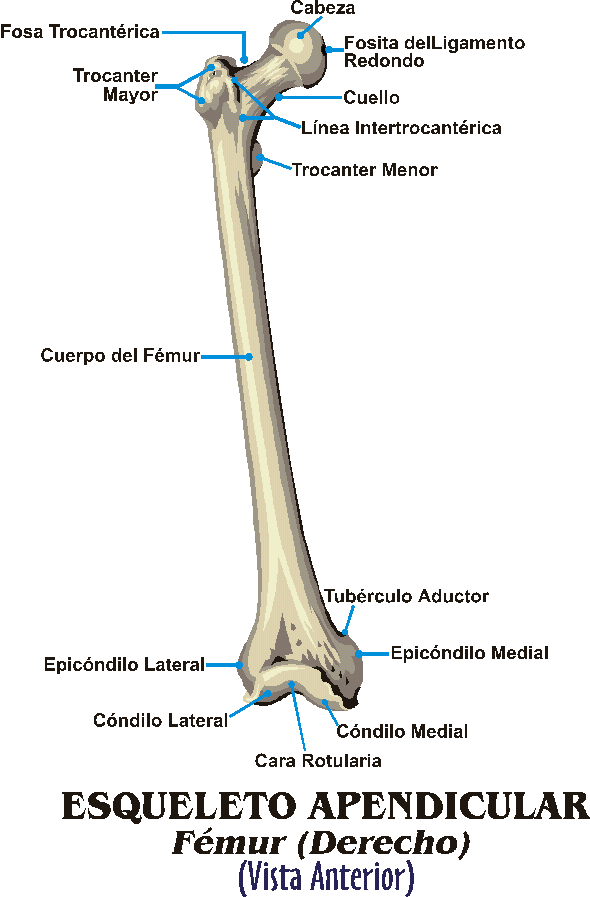 Cabeza
Fosa Trocantérica
Fosita delLigamento
Redondo
Trocanter
Mayor
Cuello
Línea Intertrocantérica
Trocanter Menor
Cuerpo del Fémur
Tubérculo Aductor
Epicóndilo Medial
Epicóndilo Lateral
Cóndilo Lateral
Cóndilo Medial
Cara Rotularia
ESQUELETO APENDICULAR
Fémur (Derecho)
(Vista Anterior)